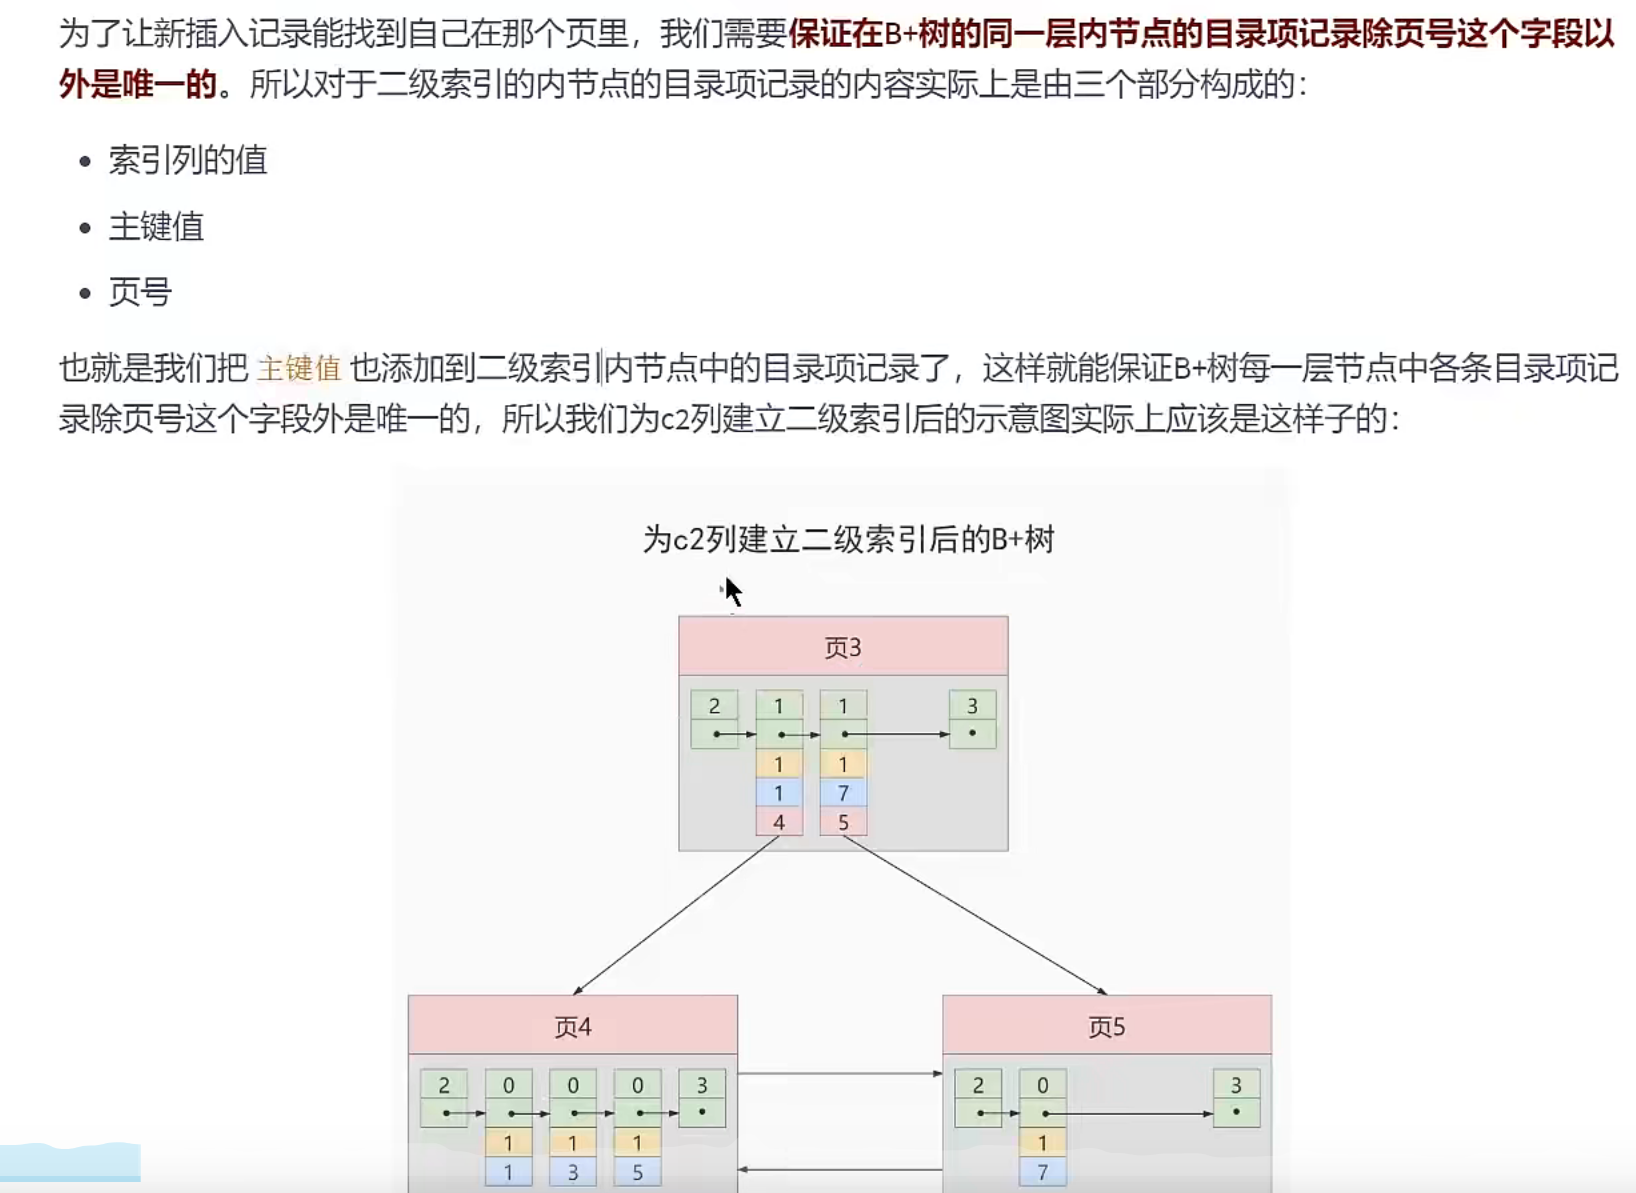 为了让新插入记录能找到自己在那个页里，我们需要保证在B+树的同一层内节点的目录项记录除页号这个字段以
外是唯一的。所以对于二级索引的内节点的目录项记录的内容实际上是由三个部分构成的：
• 索引列的值
• 主键值
• 页号
也就是我们把 主键值 也添加到二级索引内节点中的目录项记录了，这样就能保证B+树每一层节点中各条目录项记
录除页号这个字段外是唯一的，所以我们为c2列建立二级索引后的示意图实际上应该是这样子的：
为c2列建立二级索引后的B+树
页3
2 1 1 3
1 1
1 7
4 5
页4
2 0 0 0 3
1 1 1
1 3 5
页5
2 0 3
1
7